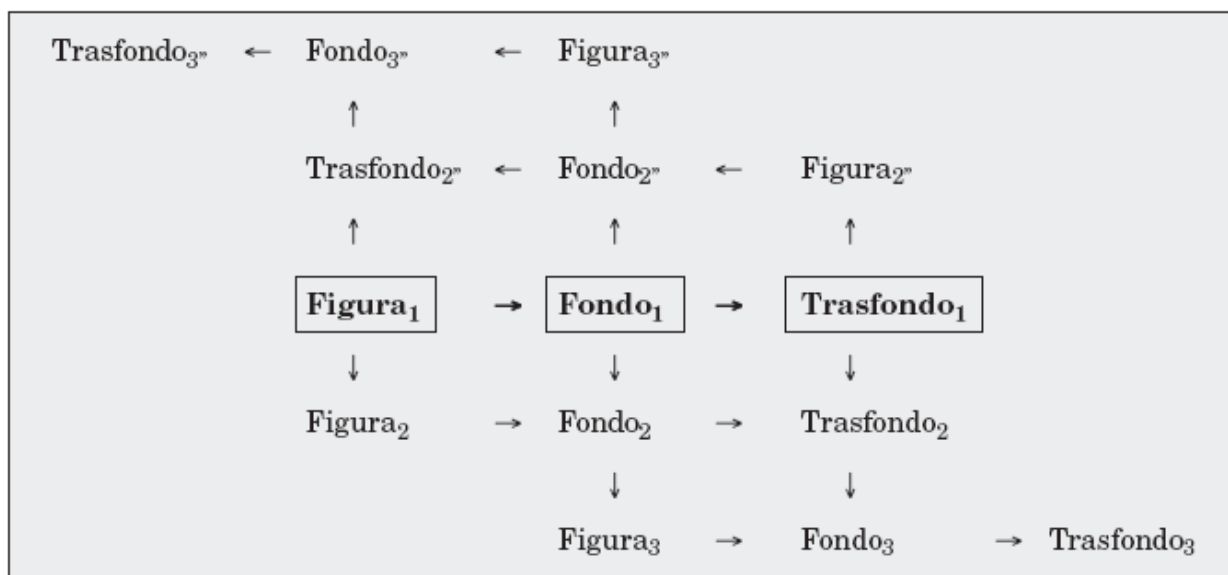 Trasfondo₃” ← Fondo₃” ← Figura₃”
↑ ↑
Trasfondo₂” ← Fondo₂” ← Figura₂”
↑ ↑ ↑
Figura₁ → Fondo₁ → Trasfondo₁
↓ ↓ ↓
Figura₂ → Fondo₂ → Trasfondo₂
↓ ↓
Figura₃ → Fondo₃ → Trasfondo₃